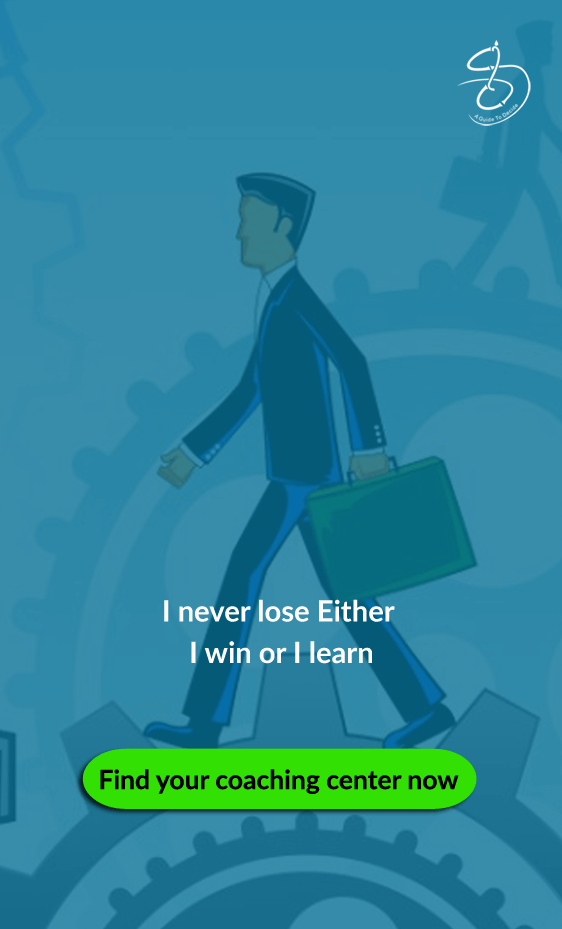 A Guide To Decide
I never lose Either
I win or I learn
Find your coaching center now